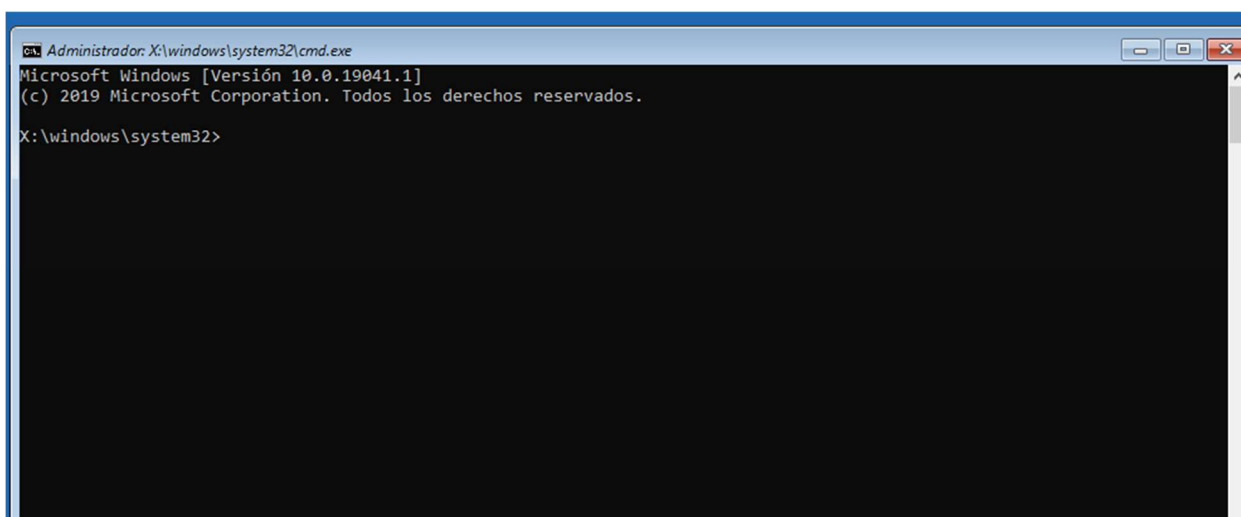 Administrador: X:\windows\system32\cmd.exe
Microsoft Windows [Versión 10.0.19041.1]
(c) 2019 Microsoft Corporation. Todos los derechos reservados.
X:\windows\system32>